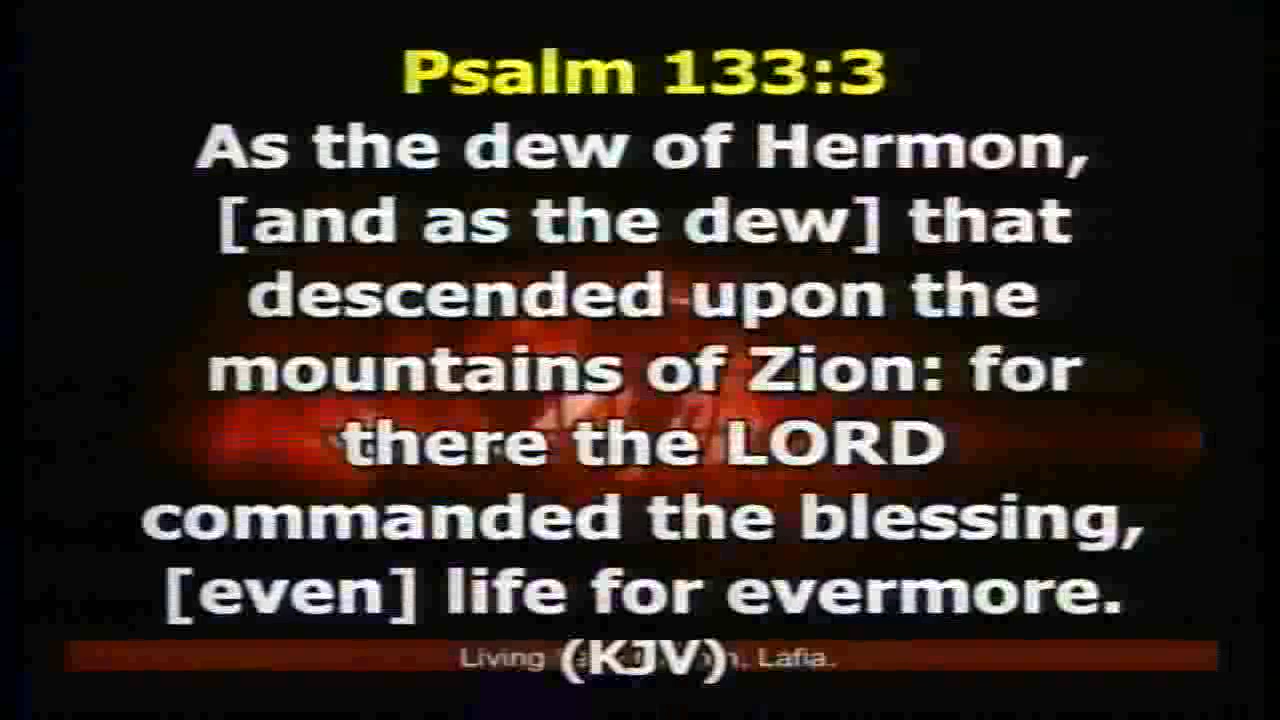 Psalm 133:3
As the dew of Hermon,
[and as the dew] that
descended upon the
mountains of Zion: for
there the LORD
commanded the blessing,
[even] life for evermore.
(KJV)
Living Lafia.